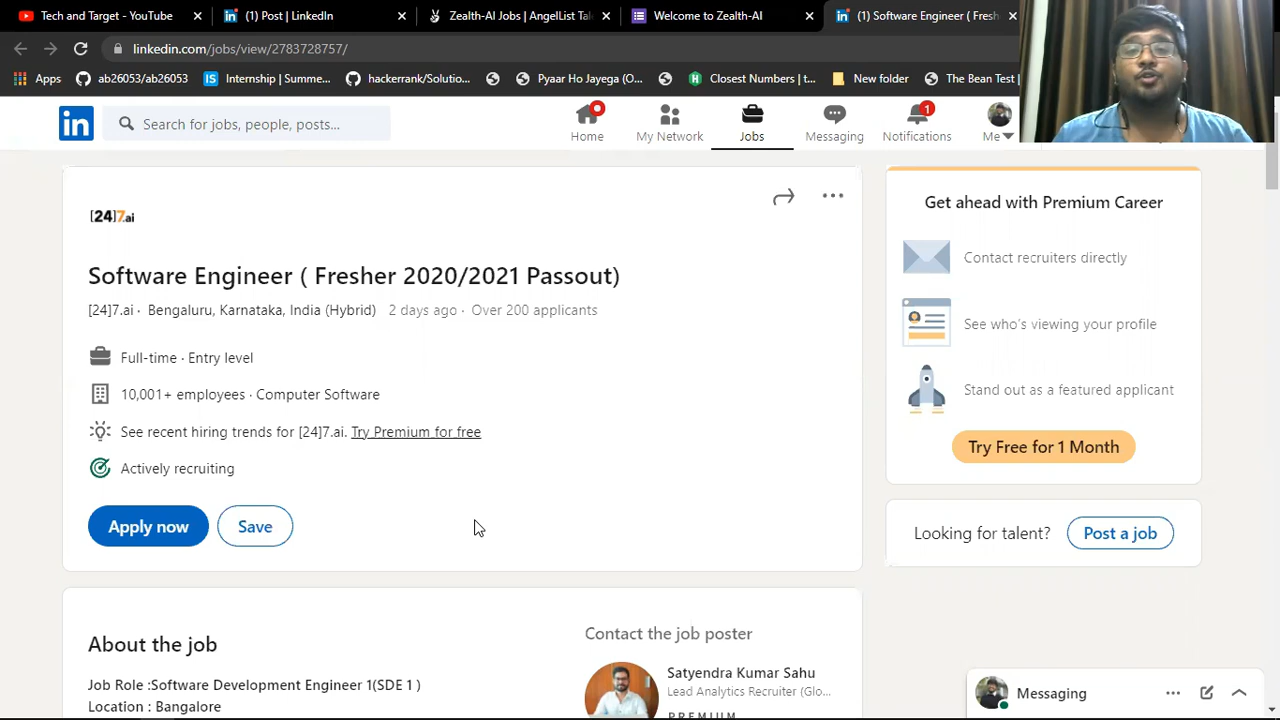 Tech and Target - YouTube
(1) Post | LinkedIn
Zealth-AI Jobs | AngelList Tal
Welcome to Zealth-AI
(1) Software Engineer ( Fresh
linkedin.com/jobs/view/2783728757/
Apps
ab26053/ab26053
IS
Internship | Summe...
hackerrank/Solutio...
Pyaar Ho Jayega (O...
Closest Numbers | t...
New folder
The Bean Test |
in
Search for jobs, people, posts...
Home
My Network
Jobs
Messaging
1
Notifications
Me
[24]7.ai
Software Engineer ( Fresher 2020/2021 Passout)
[24]7.ai · Bengaluru, Karnataka, India (Hybrid) 2 days ago · Over 200 applicants
Full-time · Entry level
10,001+ employees · Computer Software
See recent hiring trends for [24]7.ai. Try Premium for free
Actively recruiting
Apply now
Save
Get ahead with Premium Career
Contact recruiters directly
See who's viewing your profile
Stand out as a featured applicant
Try Free for 1 Month
Looking for talent?
Post a job
About the job
Job Role :Software Development Engineer 1(SDE 1 )
Location : Bangalore
Contact the job poster
Satyendra Kumar Sahu
Lead Analytics Recruiter (Glo...
PREMIUM
Messaging